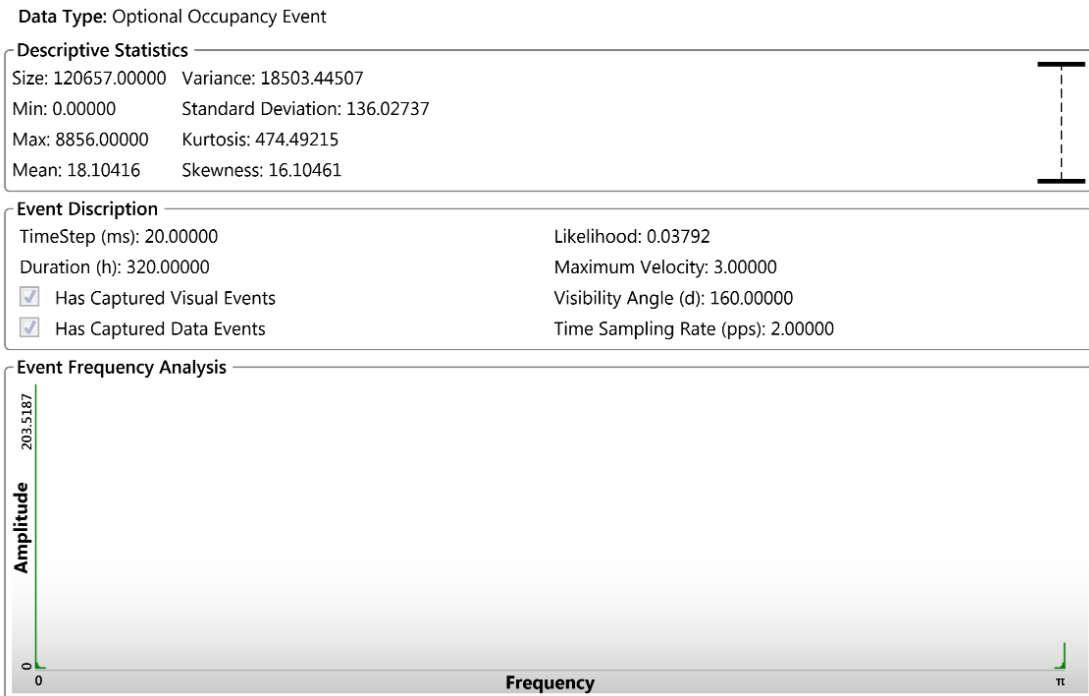 Data Type: Optional Occupancy Event
Descriptive Statistics
Size: 120657.00000 Variance: 18503.44507
Min: 0.00000 Standard Deviation: 136.02737
Max: 8856.00000 Kurtosis: 474.49215
Mean: 18.10416 Skewness: 16.10461
Event Discription
TimeStep (ms): 20.00000 Likelihood: 0.03792
Duration (h): 320.00000 Maximum Velocity: 3.00000
Has Captured Visual Events Visibility Angle (d): 160.00000
Has Captured Data Events Time Sampling Rate (pps): 2.00000
Event Frequency Analysis
203.5187
Amplitude
0
0 Frequency π